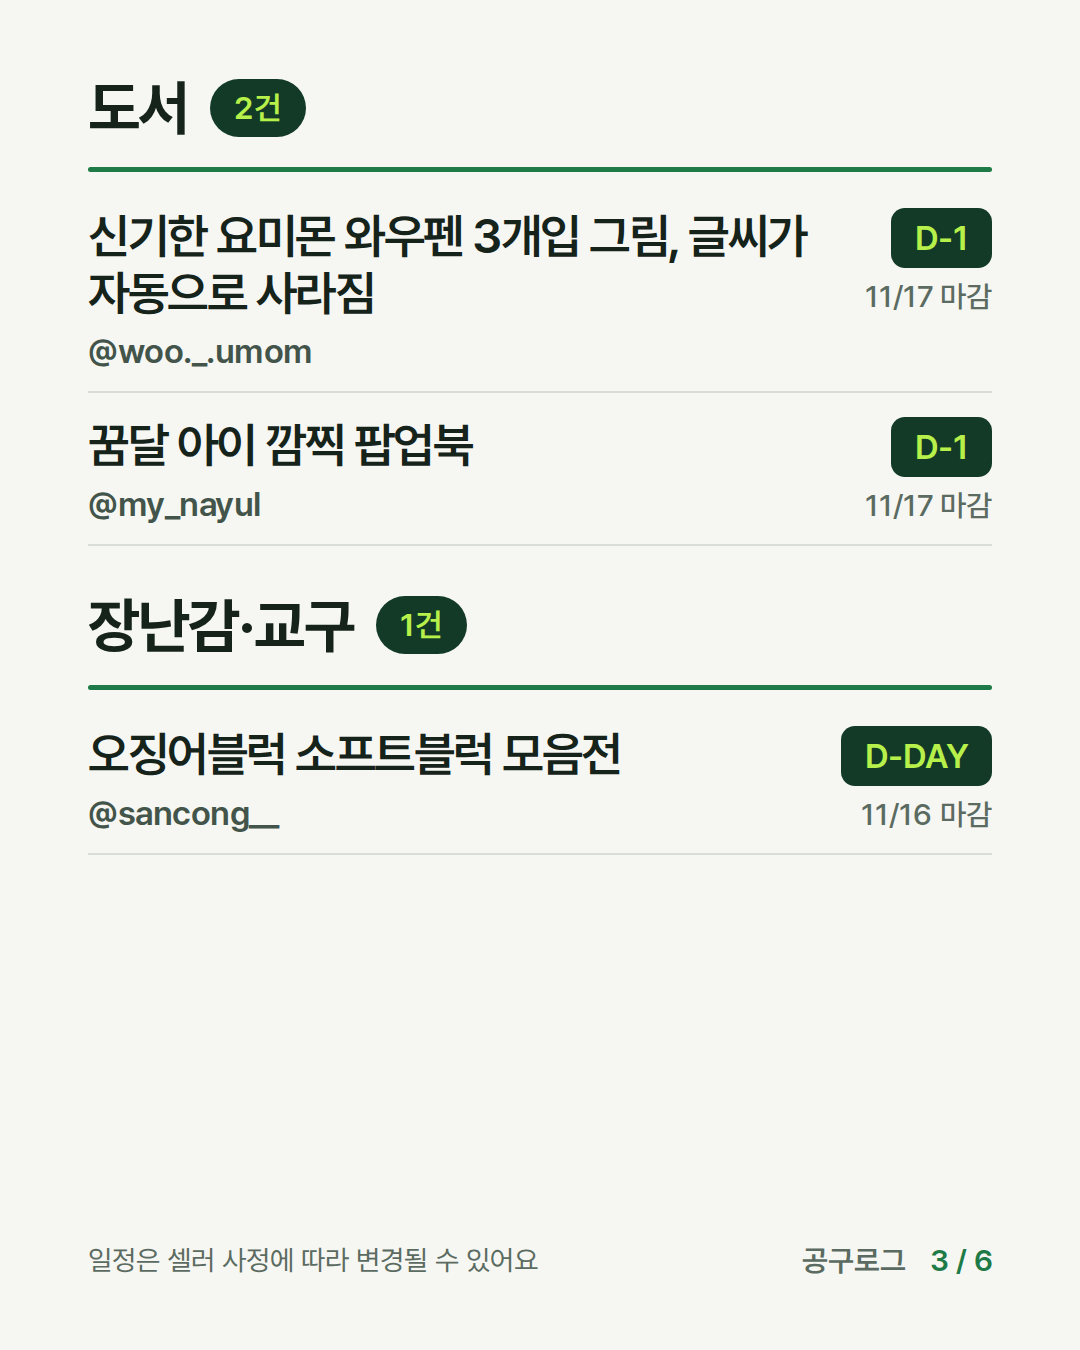 도서 2건
신기한 요미몬 와우펜 3개입 그림, 글씨가
자동으로 사라짐
@woo._.umom
D-1
11/17 마감
꿈달 아이 깜찍 팝업북
@my_nayul
D-1
11/17 마감
장난감·교구 1건
오징어블럭 소프트블럭 모음전
@sancong__
D-DAY
11/16 마감
일정은 셀러 사정에 따라 변경될 수 있어요
공구로그 3 / 6